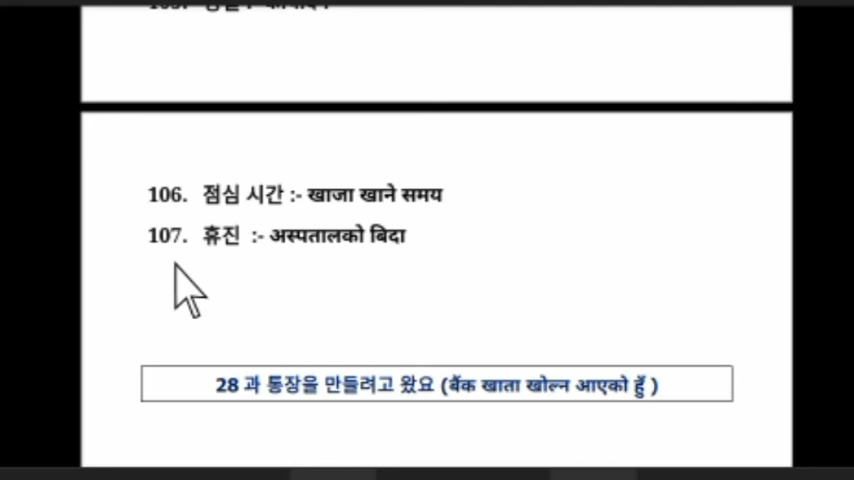 106. 점심 시간 :- खाजा खाने समय
107. 휴진 :- अस्पतालको बिदा
28 과 통장을 만들려고 왔요 (बैंक खाता खोल्न आएको हुँ )